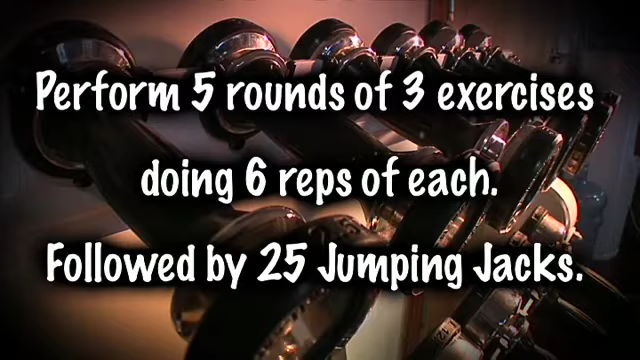 Perform 5 rounds of 3 exercises
doing 6 reps of each.
Followed by 25 Jumping Jacks.